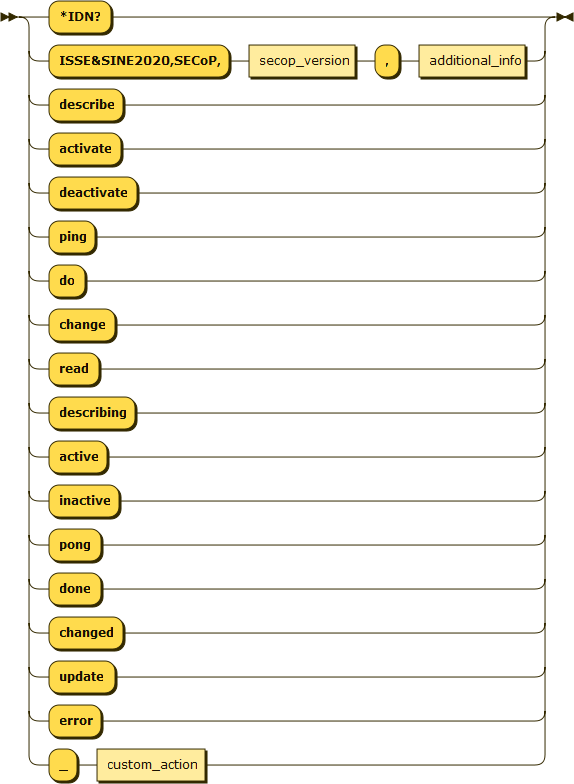 *IDN?
ISSE&SINE2020,SECoP, secop_version , additional_info
describe
activate
deactivate
ping
do
change
read
describing
active
inactive
pong
done
changed
update
error
_ custom_action